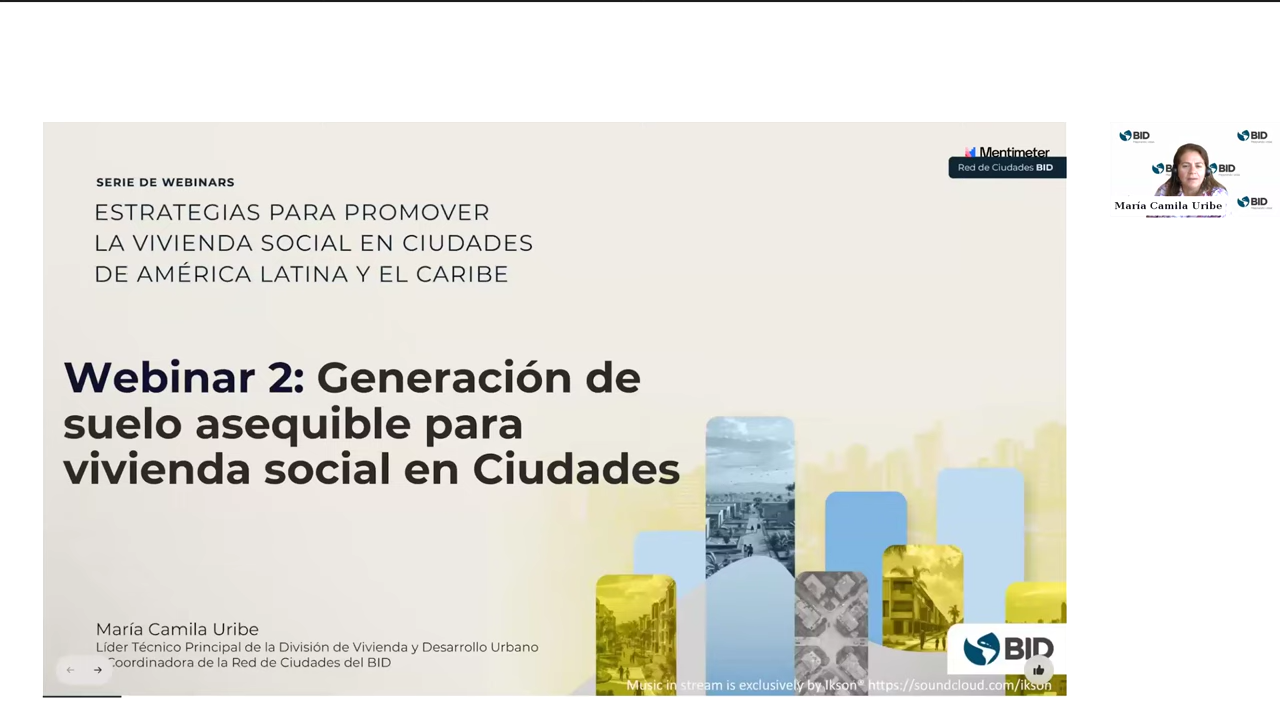 Mentimeter
Red de Ciudades BID
SERIE DE WEBINARS
ESTRATEGIAS PARA PROMOVER
LA VIVIENDA SOCIAL EN CIUDADES
DE AMÉRICA LATINA Y EL CARIBE
Webinar 2: Generación de
suelo asequible para
vivienda social en Ciudades
María Camila Uribe
Líder Técnico Principal de la División de Vivienda y Desarrollo Urbano
Coordinadora de la Red de Ciudades del BID
BID
Music in stream is exclusively by Ikson* https://soundcloud.com/ikson
BID
BID
BID
María Camila Uribe
BID